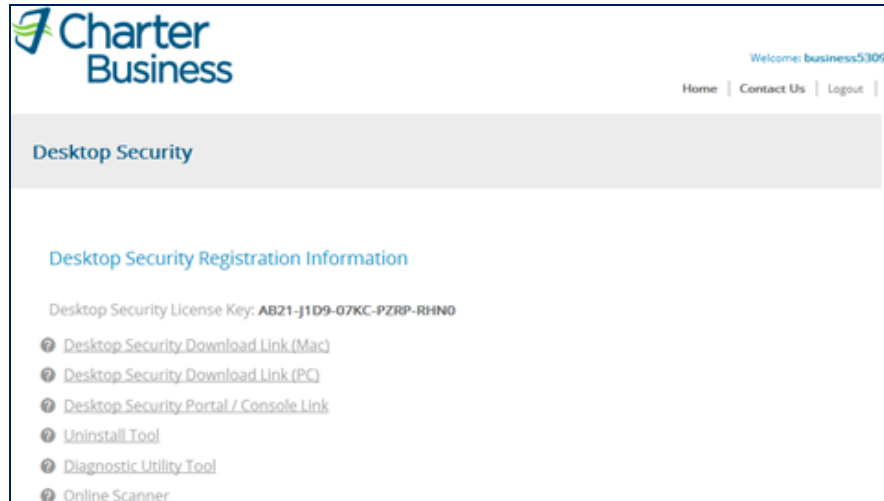 Charter
Business
Welcome: business5309
Home | Contact Us | Logout |
Desktop Security
Desktop Security Registration Information
Desktop Security License Key: AB21-J1D9-07KC-PZRP-RHN0
Desktop Security Download Link (Mac)
Desktop Security Download Link (PC)
Desktop Security Portal / Console Link
Uninstall Tool
Diagnostic Utility Tool
Online Scanner